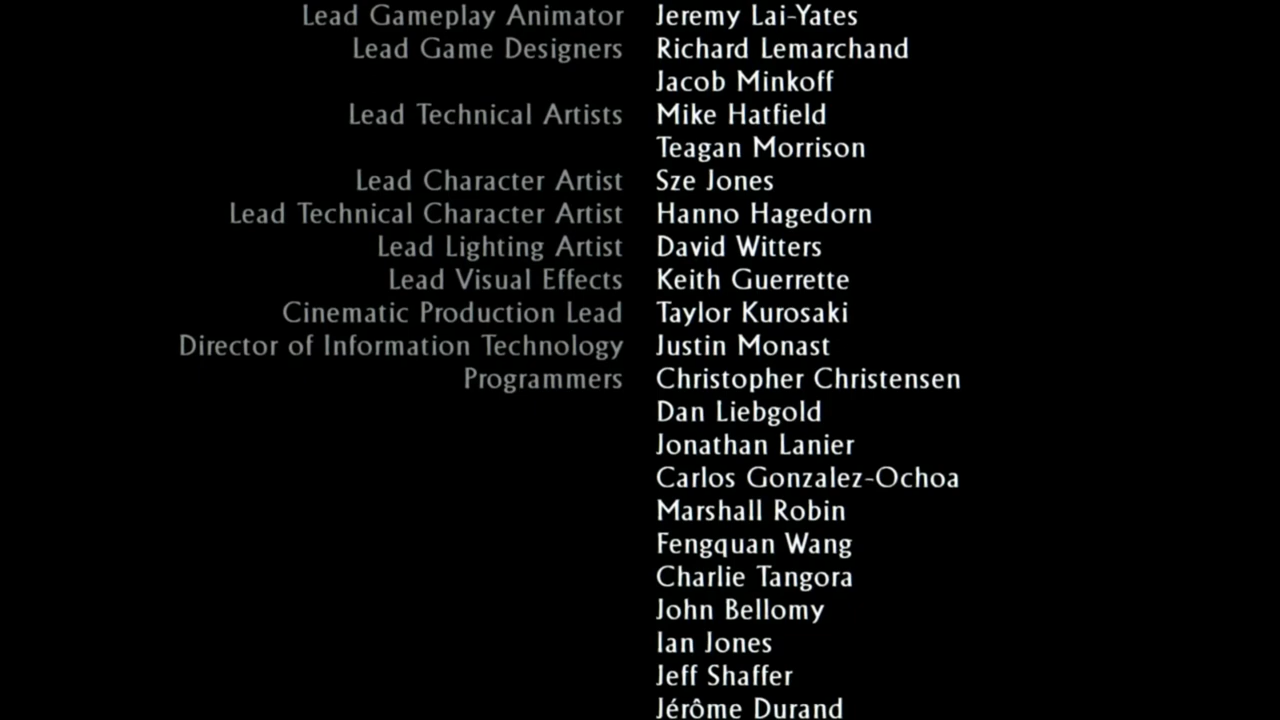 Lead Gameplay Animator Jeremy Lai-Yates
Lead Game Designers Richard Lemarchand
Jacob Minkoff
Lead Technical Artists Mike Hatfield
Teagan Morrison
Lead Character Artist Sze Jones
Lead Technical Character Artist Hanno Hagedorn
Lead Lighting Artist David Witters
Lead Visual Effects Keith Guerrette
Cinematic Production Lead Taylor Kurosaki
Director of Information Technology Justin Monast
Programmers Christopher Christensen
Dan Liebgold
Jonathan Lanier
Carlos Gonzalez-Ochoa
Marshall Robin
Fengquan Wang
Charlie Tangora
John Bellomy
Ian Jones
Jeff Shaffer
Jérôme Durand